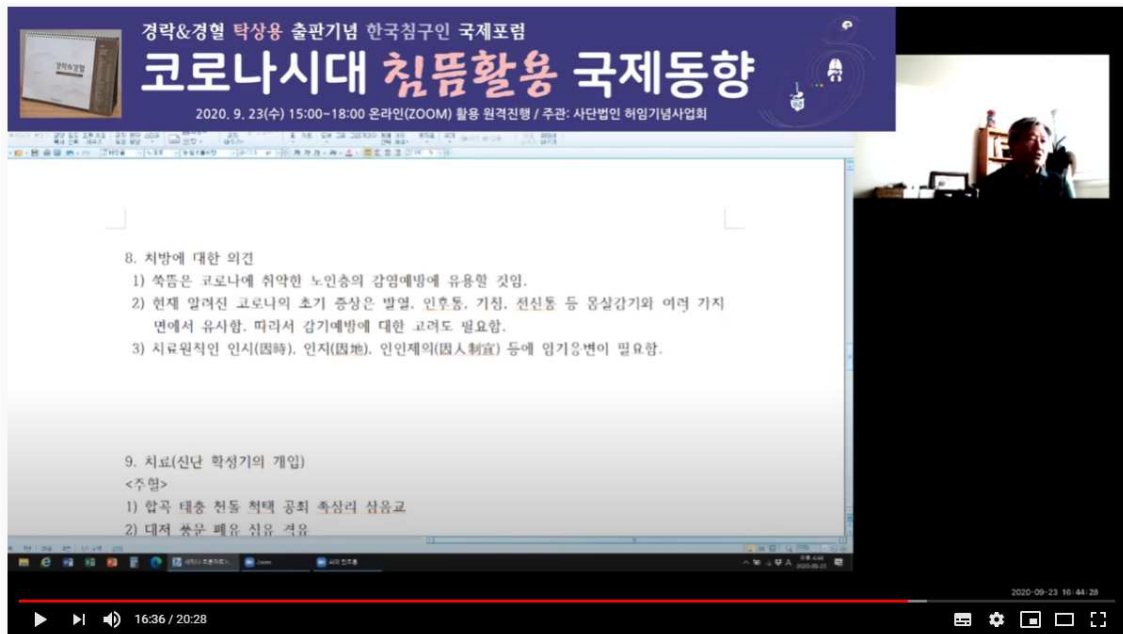 경락&경혈 탁상용 출판기념 한국침구인 국제포럼
코로나시대 침뜸활용 국제동향
2020. 9. 23(수) 15:00~18:00 온라인(ZOOM) 활용 원격진행 / 주관: 사단법인 허임기념사업회
경락&경혈
8. 처방에 대한 의견
1) 쑥뜸은 코로나에 취약한 노인층의 감염예방에 유용할 것임.
2) 현재 알려진 코로나의 초기 증상은 발열, 인후통, 기침, 전신통 등 몸살감기와 여러 가지
면에서 유사함. 따라서 감기예방에 대한 고려도 필요함.
3) 치료원칙인 인시(因時), 인지(因地), 인인제의(因人制宜) 등에 임기응변이 필요함.
9. 치료(진단 확정기의 개입)
<주혈>
1) 합곡 태충 천돌 척택 공최 족삼리 삼음교
2) 대저 풍문 폐유 심유 격유
Zoom
2020-09-23 16:44:28
16:36 / 20:28